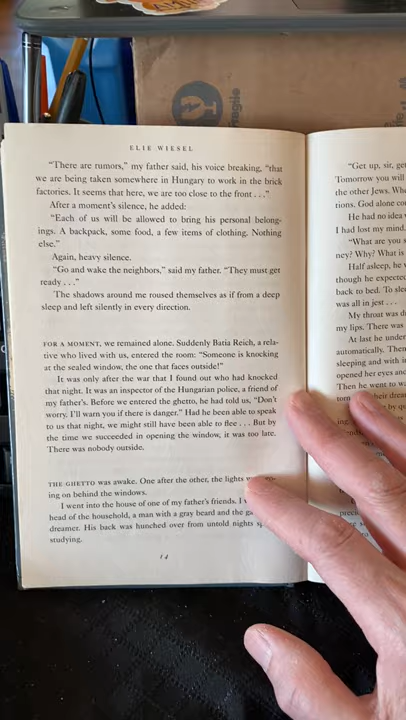 ELIE WIESEL
"There are rumors," my father said, his voice breaking, "that
we are being taken somewhere in Hungary to work in the brick
factories. It seems that here, we are too close to the front . . ."
After a moment's silence, he added:
"Each of us will be allowed to bring his personal belong-
ings. A backpack, some food, a few items of clothing. Nothing
else."
Again, heavy silence.
"Go and wake the neighbors," said my father. "They must get
ready . . ."
The shadows around me roused themselves as if from a deep
sleep and left silently in every direction.
FOR A MOMENT, we remained alone. Suddenly Batia Reich, a rela-
tive who lived with us, entered the room: "Someone is knocking
at the sealed window, the one that faces outside!"
It was only after the war that I found out who had knocked
that night. It was an inspector of the Hungarian police, a friend of
my father's. Before we entered the ghetto, he had told us, "Don't
worry. I'll warn you if there is danger." Had he been able to speak
to us that night, we might still have been able to flee . . . But by
the time we succeeded in opening the window, it was too late.
There was nobody outside.
THE GHETTO was awake. One after the other, the lights
ing on behind the windows.
I went into the house of one of my father's friends. I
head of the household, a man with a gray beard and the
dreamer. His back was hunched over from untold nights
studying.
14
"Get up, sir, get
Tomorrow you will
the other Jews. Who
tions. God alone co
He had no idea
I had lost my mind.
"What are you s
ney? Why? What is
Half asleep, he
though he expected
back to bed. To sle
was all in jest . . .
My throat was d
my lips. There was
At last he under
automatically. Then
sleeping and with in
opened her eyes and
Then he went to w
their drea